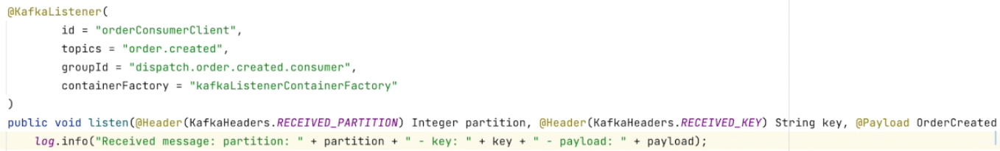 @KafkaListener(
        id = "orderConsumerClient",
        topics = "order.created",
        groupId = "dispatch.order.created.consumer",
        containerFactory = "kafkaListenerContainerFactory"
)
public void listen(@Header(KafkaHeaders.RECEIVED_PARTITION) Integer partition, @Header(KafkaHeaders.RECEIVED_KEY) String key, @Payload OrderCreated
    log.info("Received message: partition: " + partition + " - key: " + key + " - payload: " + payload);